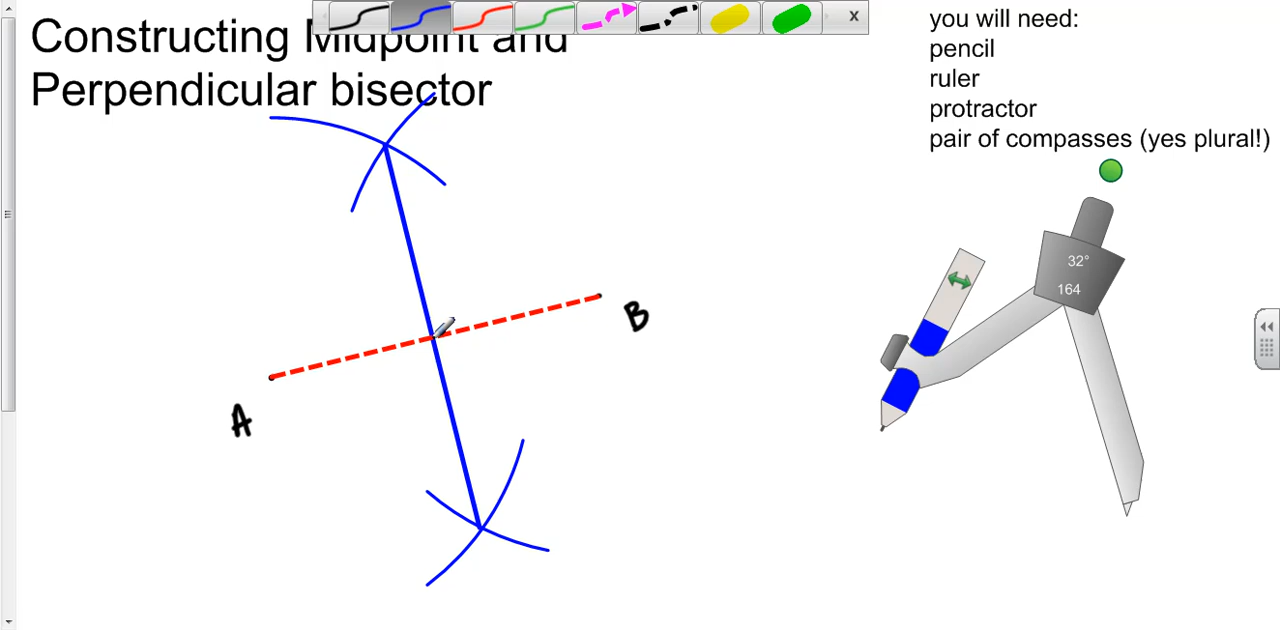 Constructing Midpoint and
Perpendicular bisector
x
you will need:
pencil
ruler
protractor
pair of compasses (yes plural!)
32°
164
B
A
m